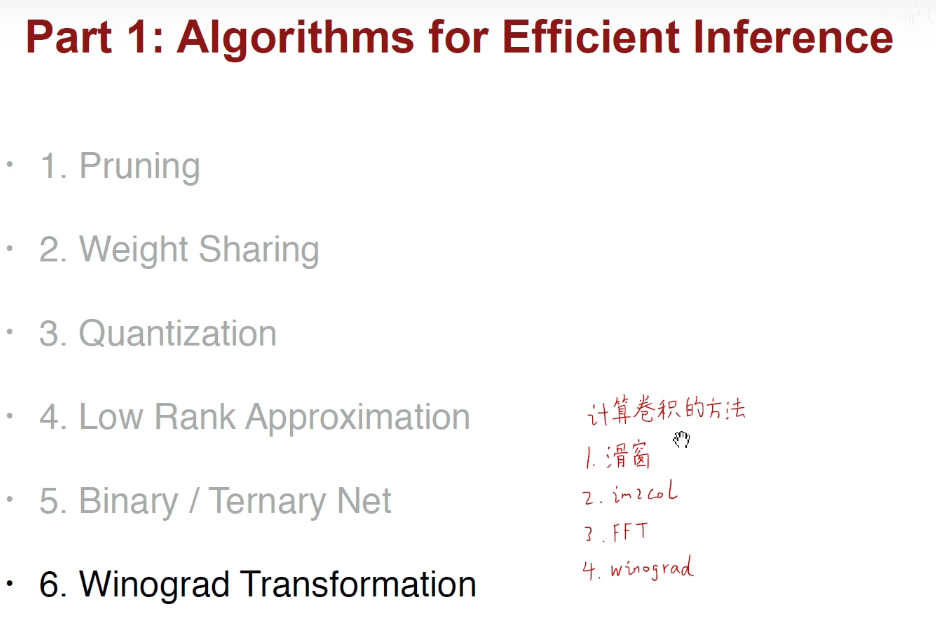 Part 1: Algorithms for Efficient Inference
• 1. Pruning
• 2. Weight Sharing
• 3. Quantization
• 4. Low Rank Approximation
• 5. Binary / Ternary Net
• 6. Winograd Transformation
计算卷积的方法
1. 滑窗
2. im2col
3. FFT
4. winograd